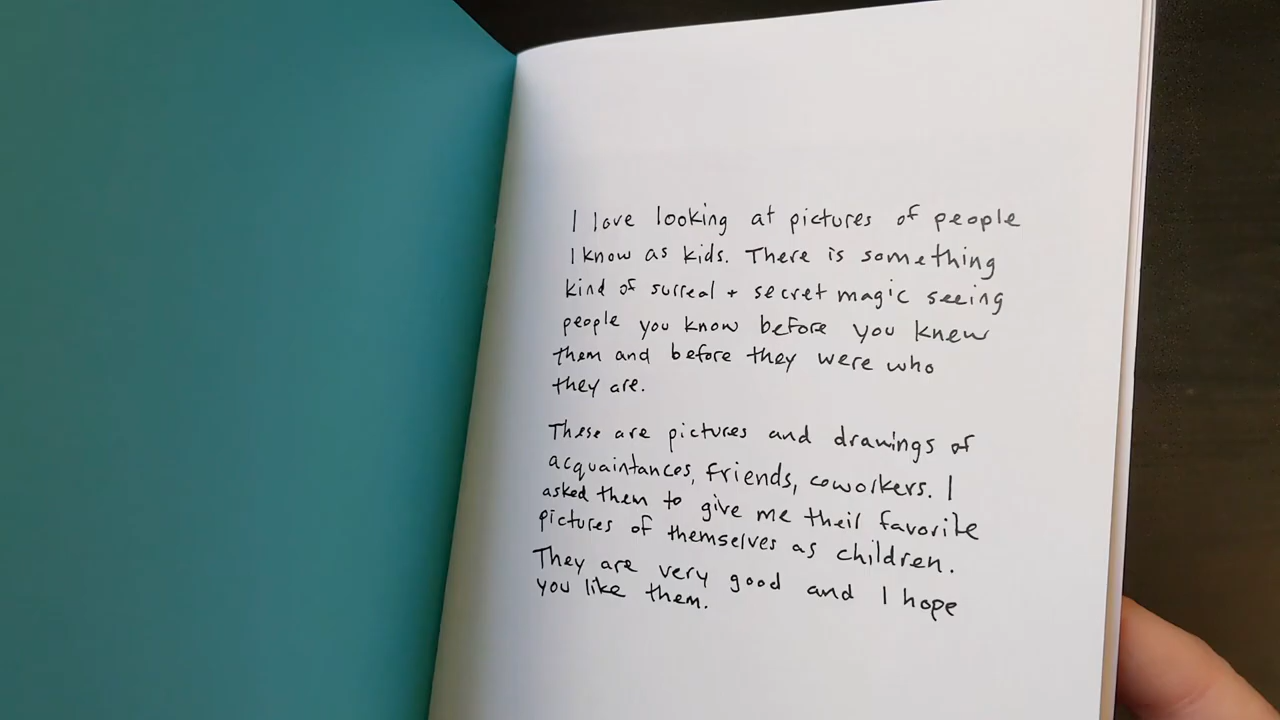 I love looking at pictures of people
I know as kids. There is something
kind of surreal + secret magic seeing
people you know before you knew
them and before they were who
they are.
These are pictures and drawings of
acquaintances, friends, coworkers. I
asked them to give me their favorite
pictures of themselves as children.
They are very good and I hope
you like them.